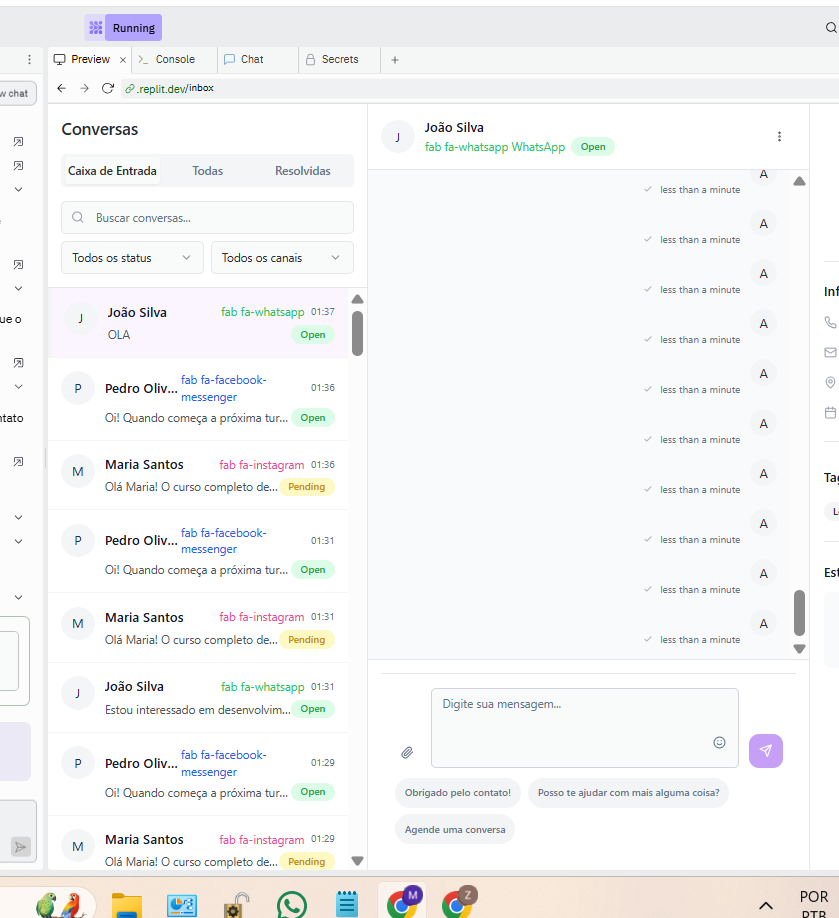 Running
Preview
Console
Chat
Secrets
w chat
.replit.dev/inbox
Conversas
Caixa de Entrada
Todas
Resolvidas
Buscar conversas...
Todos os status
Todos os canais
J
João Silva
fab fa-whatsapp
01:37
OLA
Open
P
Pedro Oliv...
fab fa-facebook-
messenger
01:36
Oi! Quando começa a próxima tur...
Open
M
Maria Santos
fab fa-instagram
01:36
Olá Maria! O curso completo de...
Pending
P
Pedro Oliv...
fab fa-facebook-
messenger
01:31
Oi! Quando começa a próxima tur...
Open
M
Maria Santos
fab fa-instagram
01:31
Olá Maria! O curso completo de...
Pending
J
João Silva
fab fa-whatsapp
01:31
Estou interessado em desenvolvim...
Open
P
Pedro Oliv...
fab fa-facebook-
messenger
01:29
Oi! Quando começa a próxima tur...
Open
M
Maria Santos
fab fa-instagram
01:29
Olá Maria! O curso completo de...
Pending
ue o
ntato
J
João Silva
fab fa-whatsapp WhatsApp
Open
A
less than a minute
A
less than a minute
A
less than a minute
A
less than a minute
A
less than a minute
A
less than a minute
A
less than a minute
A
less than a minute
A
less than a minute
A
less than a minute
Digite sua mensagem...
Obrigado pelo contato!
Posso te ajudar com mais alguma coisa?
Agende uma conversa
Inf
Tag
L
Est
M
Z
POR
PTB